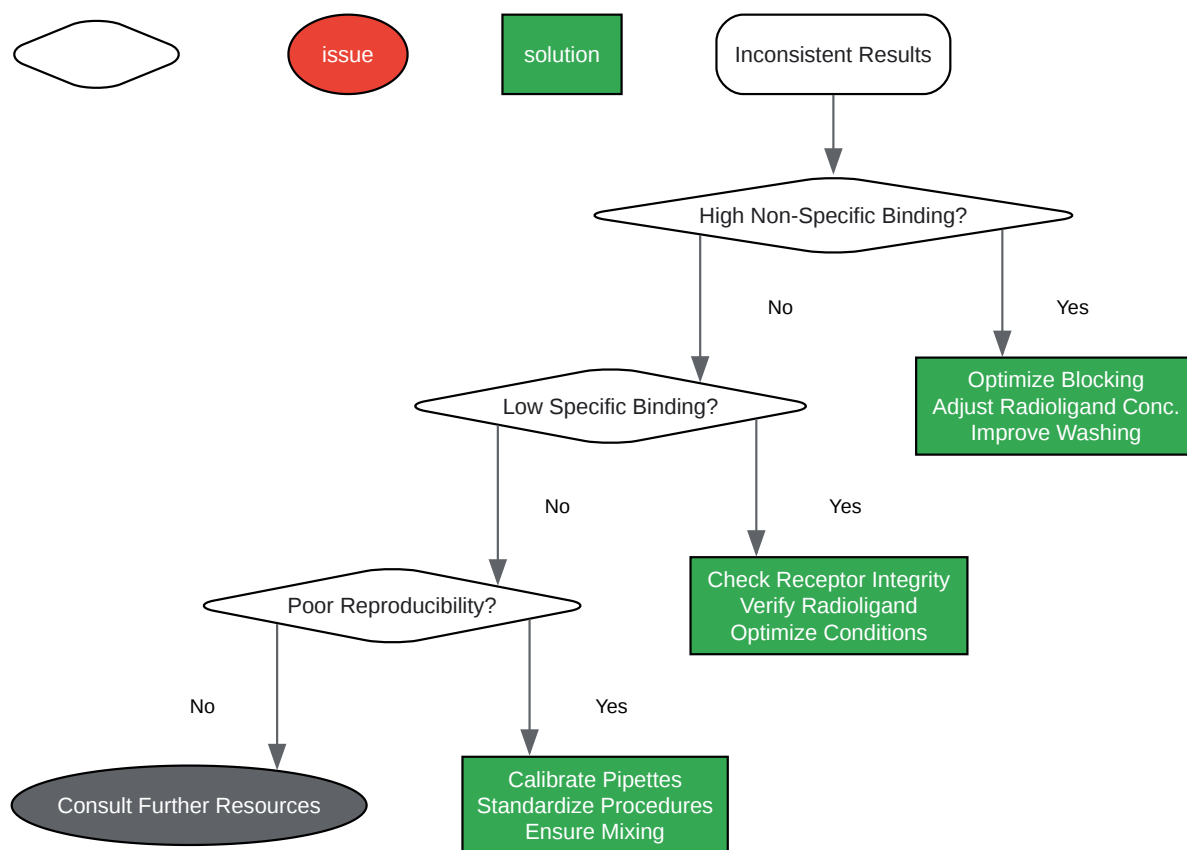 issue
solution
Inconsistent Results
High Non-Specific Binding?
No
Yes
Optimize Blocking
Adjust Radioligand Conc.
Improve Washing
Low Specific Binding?
No
Yes
Check Receptor Integrity
Verify Radioligand
Optimize Conditions
Poor Reproducibility?
No
Yes
Consult Further Resources
Calibrate Pipettes
Standardize Procedures
Ensure Mixing